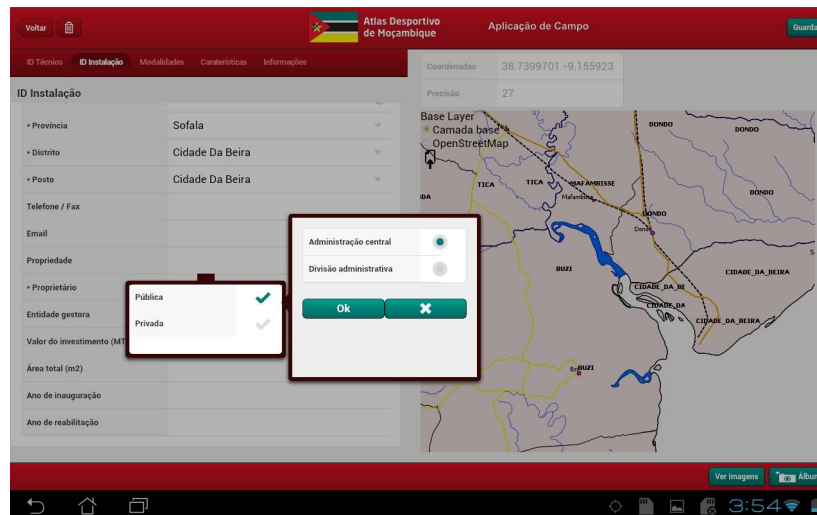 Voltar
Atlas Desportivo
de Moçambique
Aplicação de Campo
Guarda
ID Técnico
ID Instalação
Modalidades
Caraterísticas
Informações
ID Instalação
* Província
Sofala
* Distrito
Cidade Da Beira
* Posto
Cidade Da Beira
Telefone / Fax
Email
Propriedade
* Proprietário
Entidade gestora
Valor do investimento (MT
Área total (m2)
Ano de inauguração
Ano de reabilitação
Pública
Privada
Administração central
Divisão administrativa
Ok
Coordenadas
38.7399701 -9.155923
Precisão
27
Base Layer
Camada base
OpenStreetMap
DONDO
DONDO
TICA
TICA
MAFAMBISSE
Mafambisse
DONDO
DONDO
Dondo
BUZI
CIDADE_DA_BEIRA
CIDADE_DA_BE
CIDADE_DA
CIDADE_DA_BEIRA
BUZI
Ver Imagens
Álbum
3:54